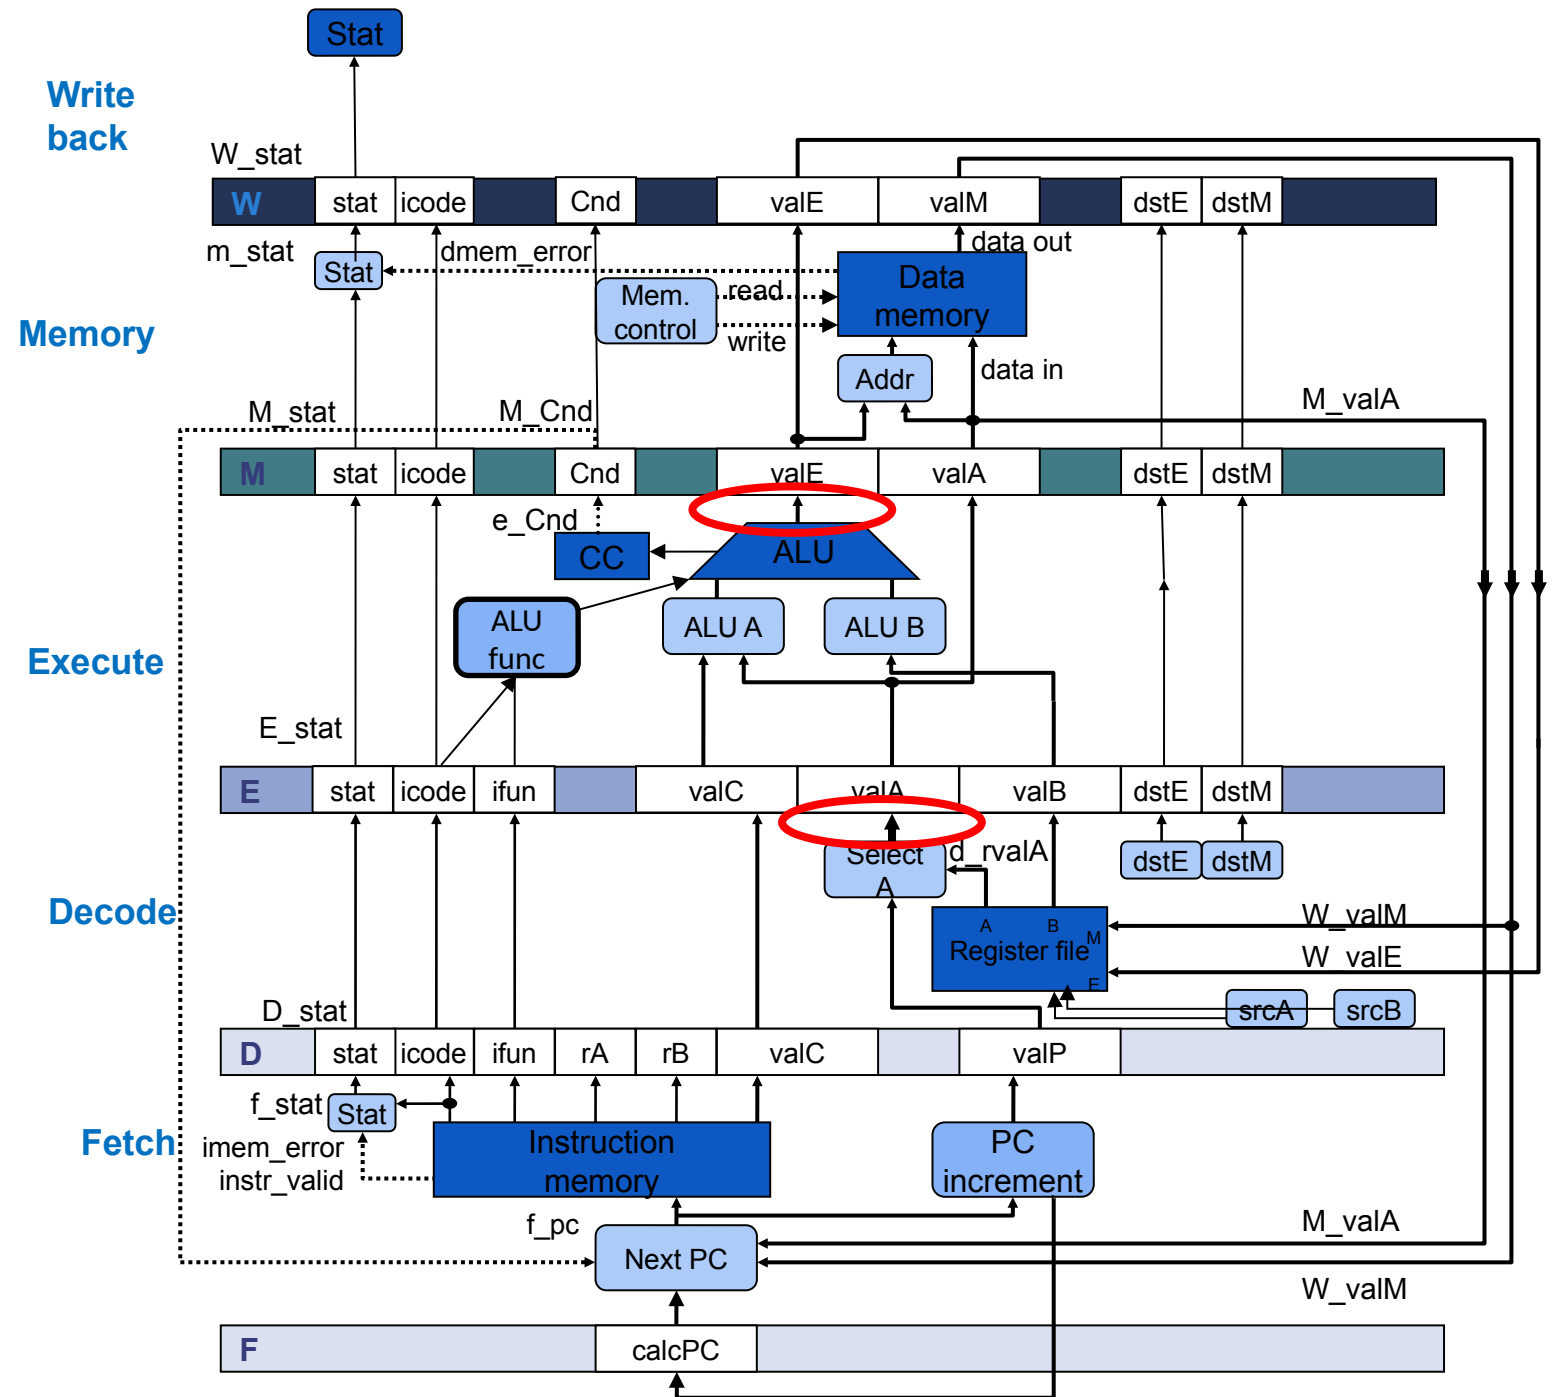 Stat
Write
back
W_stat
W
stat
icode
Cnd
valE
valM
dstE
dstM
m_stat
Stat
dmem_error
data out
Data
memory
Mem.
control
read
write
Memory
Addr
data in
M_stat
M_Cnd
M_valA
M
stat
icode
Cnd
valE
valA
dstE
dstM
e_Cnd
CC
ALU
ALU
func
ALU A
ALU B
Execute
E_stat
E
stat
icode
ifun
valC
valA
valB
dstE
dstM
Select
A
d_rvalA
dstE
dstM
Decode
A
B
M
Register file
E
W_valM
W_valE
srcA
srcB
D_stat
D
stat
icode
ifun
rA
rB
valC
valP
f_stat
Stat
Fetch
imem_error
instr_valid
Instruction
memory
PC
increment
f_pc
Next PC
M_valA
W_valM
F
calcPC